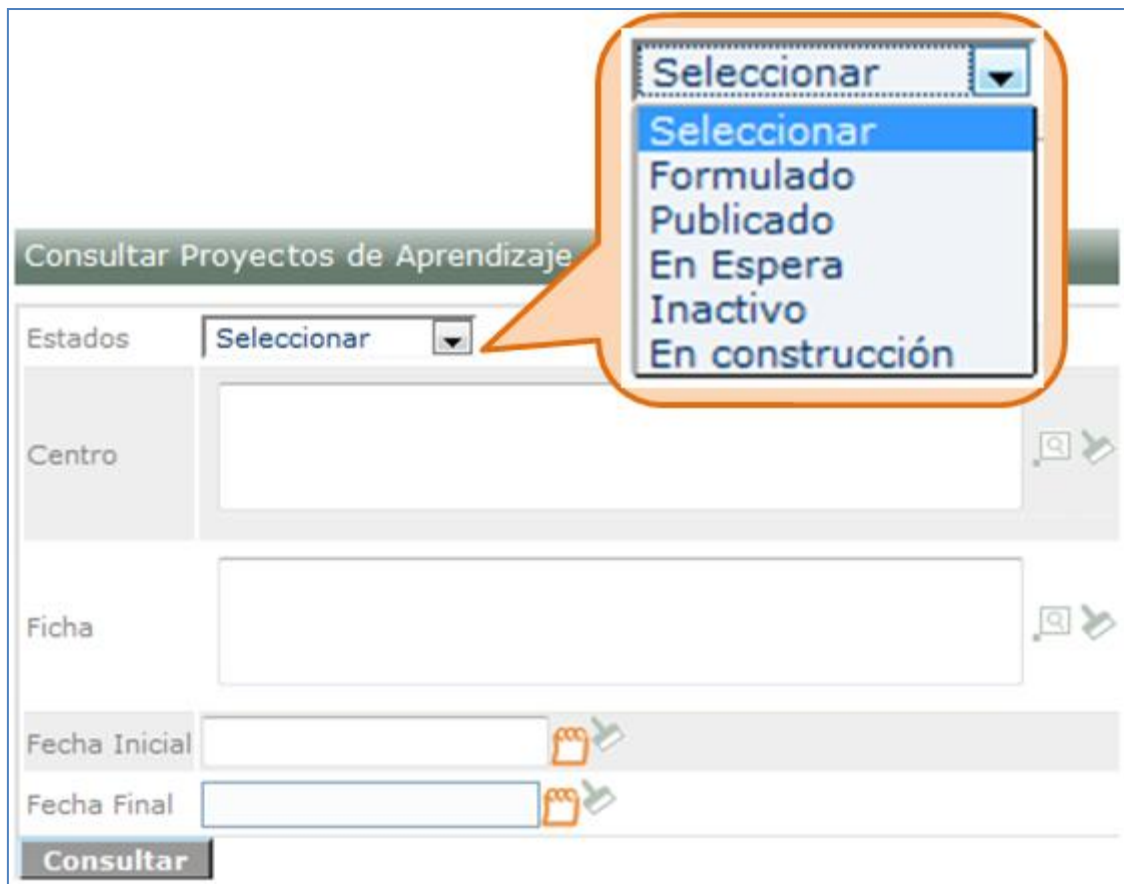 Seleccionar
Seleccionar
Formulado
Publicado
En Espera
Inactivo
En construcción
Consultar Proyectos de Aprendizaje
Estados Seleccionar
Centro
Ficha
Fecha Inicial
Fecha Final
Consultar